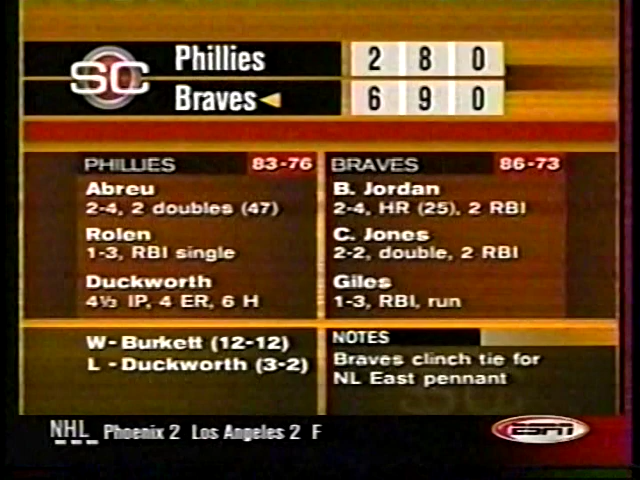 SC
Phillies 2 8 0
Braves 6 9 0
PHILLIES 83-76
Abreu
2-4, 2 doubles (47)
Rolen
1-3, RBI single
Duckworth
4⅓ IP, 4 ER, 6 H
BRAVES 86-73
B. Jordan
2-4, HR (25), 2 RBI
C. Jones
2-2, double, 2 RBI
Giles
1-3, RBI, run
W- Burkett (12-12)
L - Duckworth (3-2)
NOTES
Braves clinch tie for
NL East pennant
NHL Phoenix 2 Los Angeles 2 F
ESPN